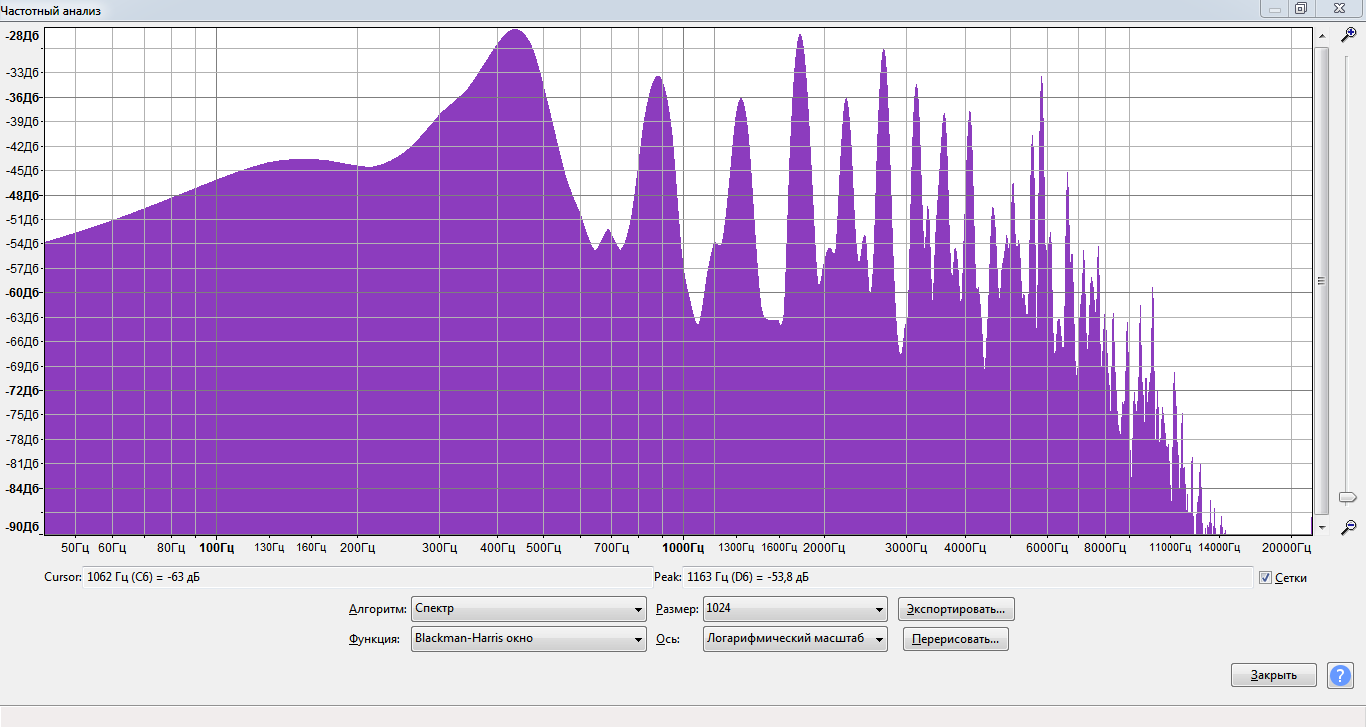 Частотный анализ
-28Дб
-33Дб
-36Дб
-39Дб
-42Дб
-45Дб
-48Дб
-51Дб
-54Дб
-57Дб
-60Дб
-63Дб
-66Дб
-69Дб
-72Дб
-75Дб
-78Дб
-81Дб
-84Дб
-90Дб
50Гц 60Гц 80Гц 100Гц 130Гц 160Гц 200Гц 300Гц 400Гц 500Гц 700Гц 1000Гц 1300Гц 1600Гц 2000Гц 3000Гц 4000Гц 6000Гц 8000Гц 11000Гц 14000Гц 20000Гц
Cursor: 1062 Гц (C6) = -63 дБ Peak: 1163 Гц (D6) = -53,8 дБ Сетки
Алгоритм: Спектр Размер: 1024 Экспортировать...
Функция: Blackman-Harris окно Ось: Логарифмический масштаб Перерисовать...
Закрыть ?